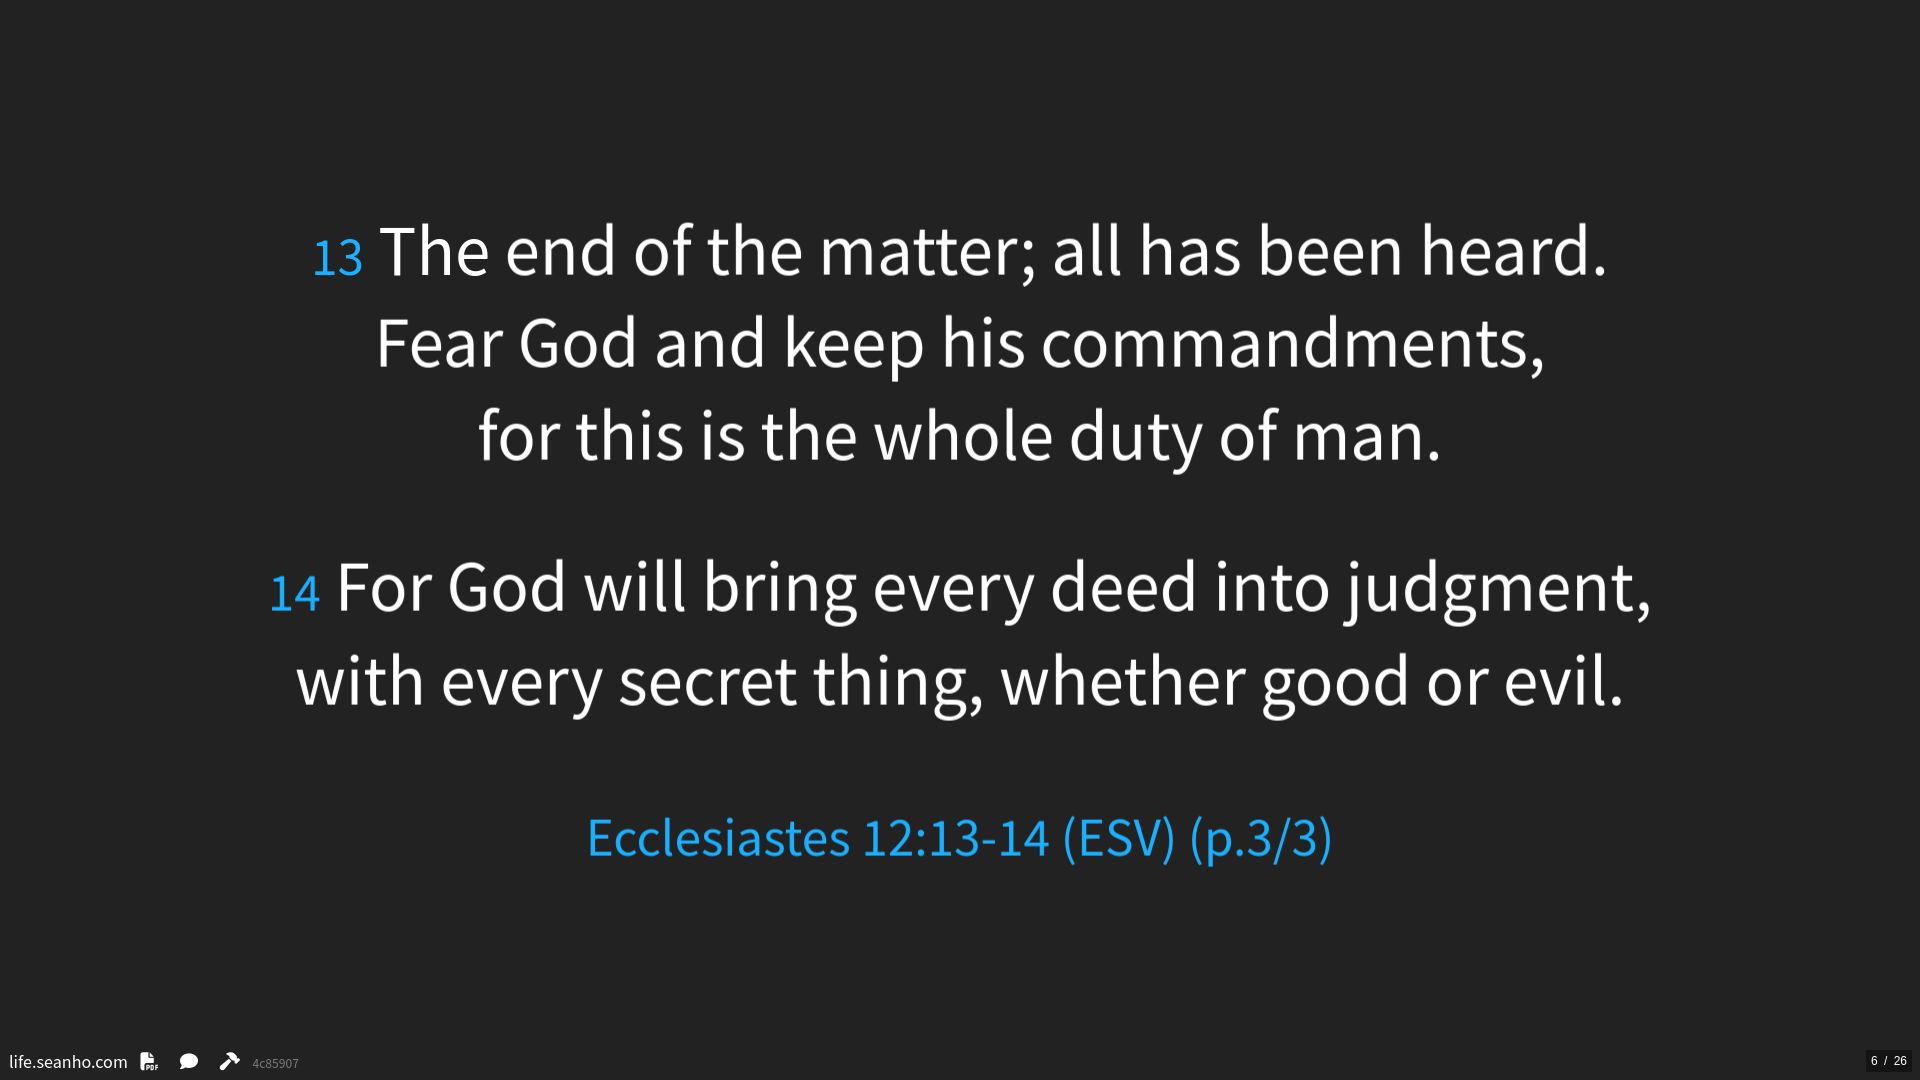 13 The end of the matter; all has been heard.
Fear God and keep his commandments,
for this is the whole duty of man.
14 For God will bring every deed into judgment,
with every secret thing, whether good or evil.
Ecclesiastes 12:13-14 (ESV) (p.3/3)
life.seanho.com PDF 4c85907
6 / 26